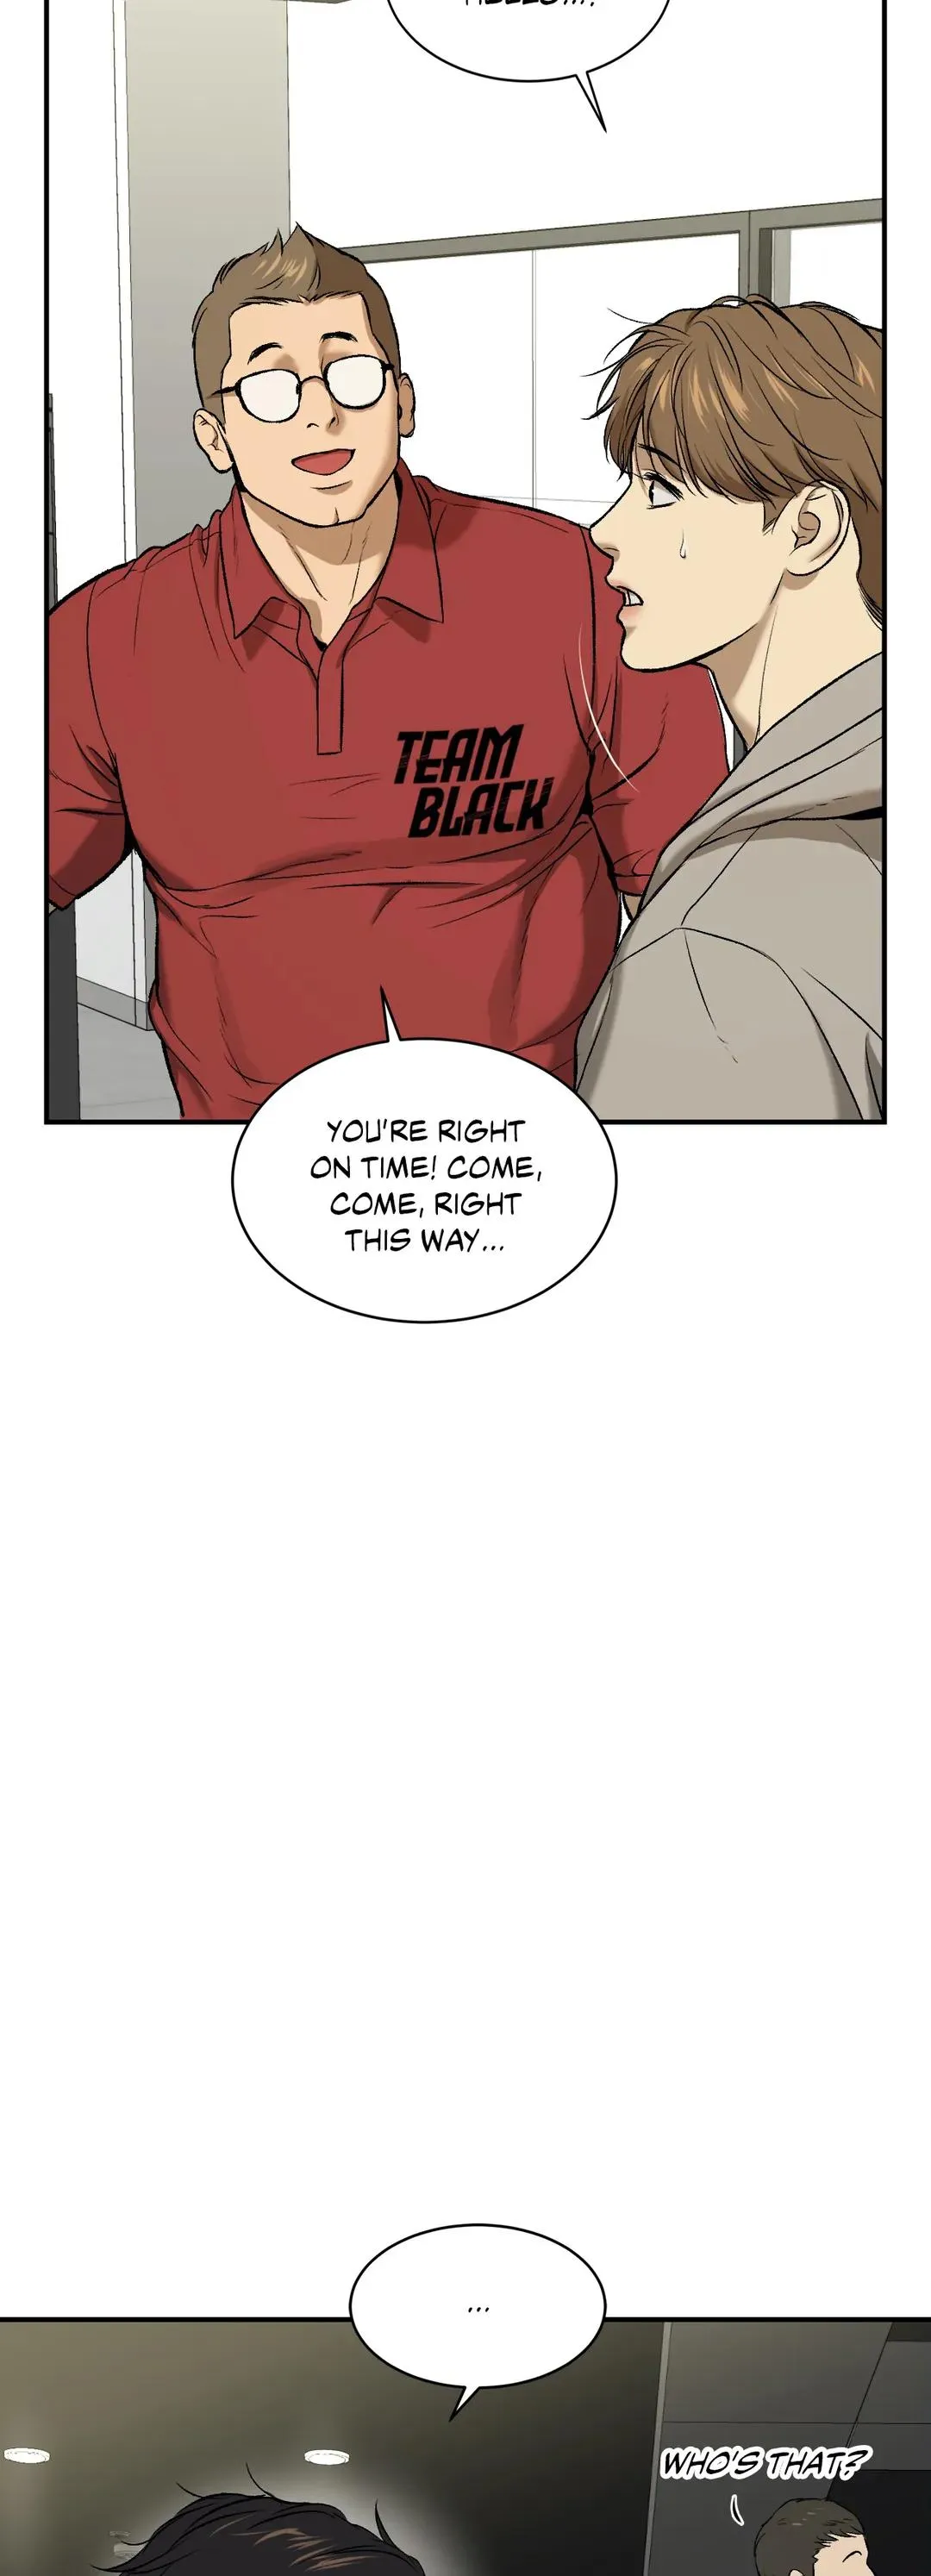 TEAM
BLACK
YOU'RE RIGHT
ON TIME! COME,
COME, RIGHT
THIS WAY...
...
WHO'S THAT?